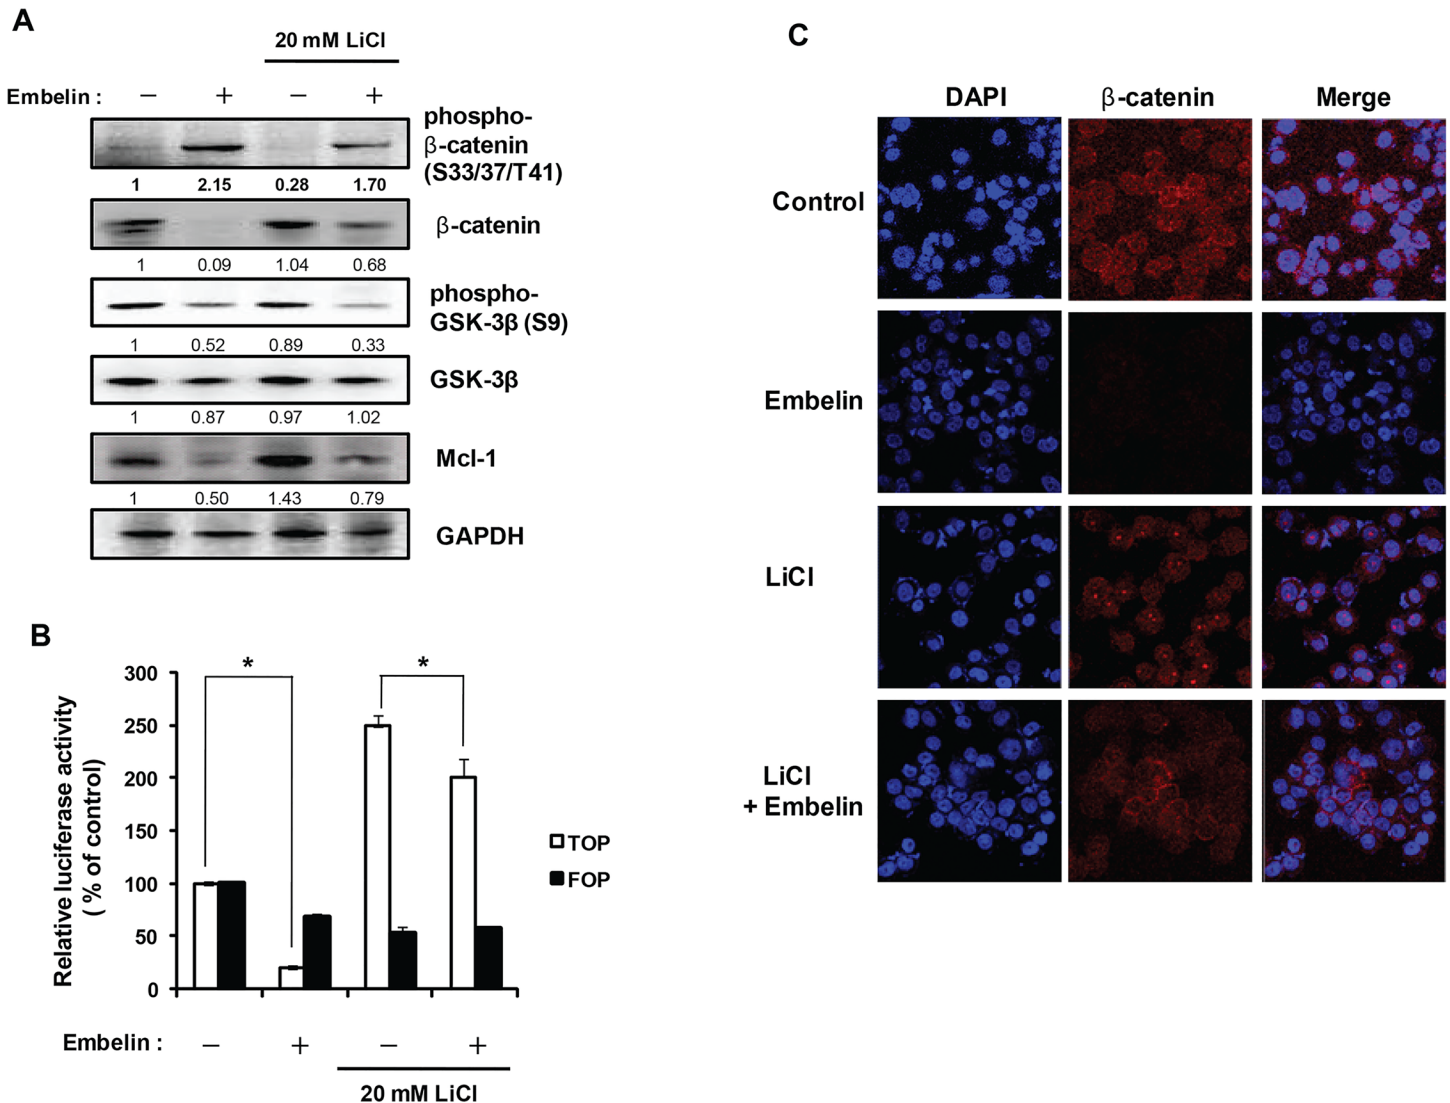 A
20 mM LiCl
Embelin : − + − +
phospho-
β-catenin
(S33/37/T41)
1 2.15 0.28 1.70
β-catenin
1 0.09 1.04 0.68
phospho-
GSK-3β (S9)
1 0.52 0.89 0.33
GSK-3β
1 0.87 0.97 1.02
Mcl-1
1 0.50 1.43 0.79
GAPDH
B
Relative luciferase activity
( % of control)
300
250
200
150
100
50
0
* *
TOP
FOP
Embelin : − + − +
20 mM LiCl
C
DAPI β-catenin Merge
Control
Embelin
LiCl
LiCl
+ Embelin